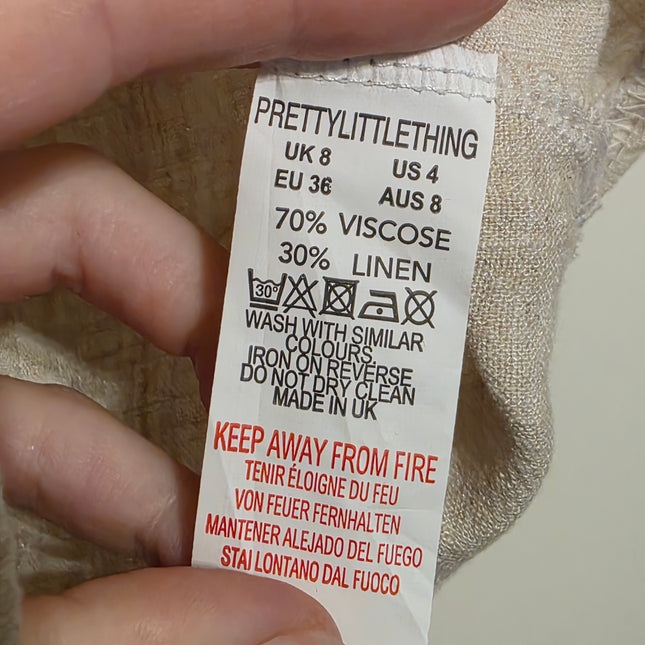 PRETTYLITTLETHING
UK 8 US 4
EU 36 AUS 8
70% VISCOSE
30% LINEN
30°
WASH WITH SIMILAR
COLOURS
IRON ON REVERSE
DO NOT DRY CLEAN
MADE IN UK
KEEP AWAY FROM FIRE
TENIR ÉLOIGNE DU FEU
VON FEUER FERNHALTEN
MANTENER ALEJADO DEL FUEGO
STAI LONTANO DAL FUOCO